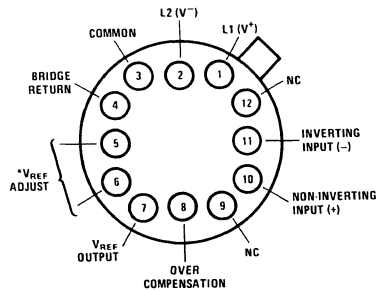 L2 (V⁻)
COMMON
L1 (V⁺)
BRIDGE
RETURN
NC
3
2
1
4
12
5
11
INVERTING
INPUT (−)
*VREF
ADJUST
6
10
NON-INVERTING
INPUT (+)
7
8
9
VREF
OUTPUT
NC
OVER
COMPENSATION